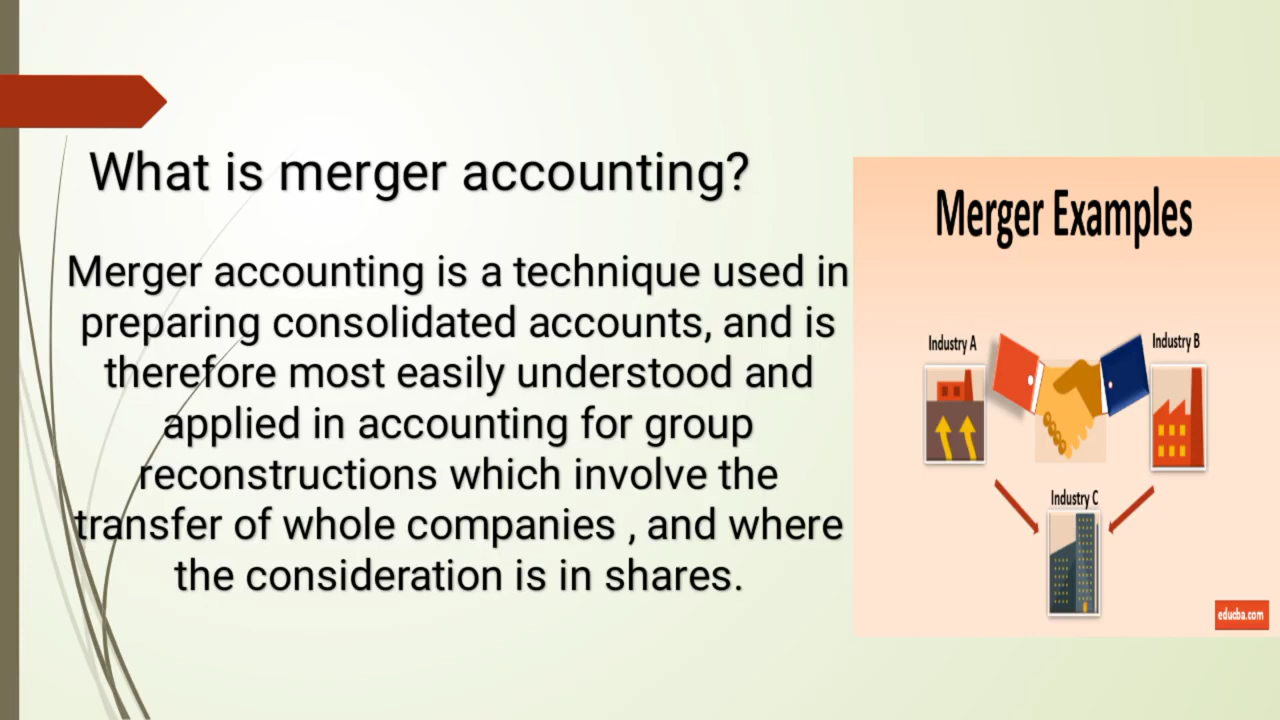 What is merger accounting?
Merger accounting is a technique used in
preparing consolidated accounts, and is
therefore most easily understood and
applied in accounting for group
reconstructions which involve the
transfer of whole companies , and where
the consideration is in shares.
Merger Examples
Industry A
Industry B
Industry C
educba.com